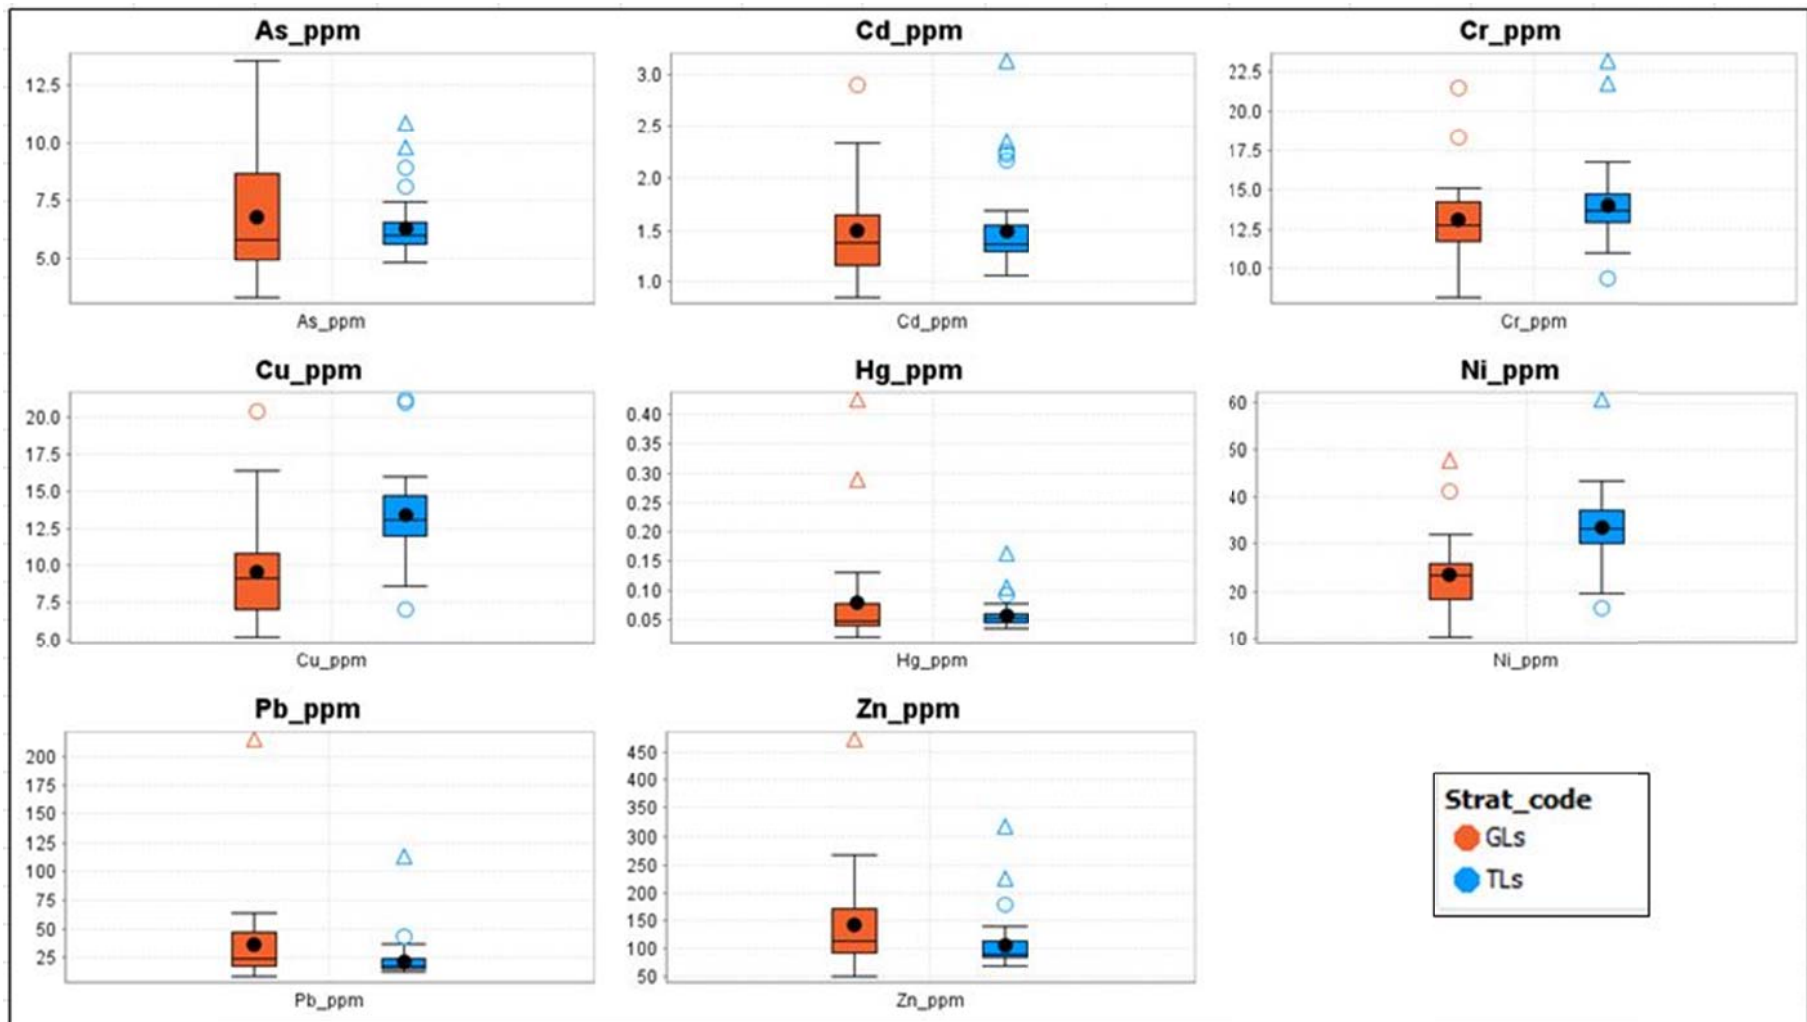 As_ppm
12.5
10.0
7.5
5.0
As_ppm
Cd_ppm
3.0
2.5
2.0
1.5
1.0
Cd_ppm
Cr_ppm
22.5
20.0
17.5
15.0
12.5
10.0
Cr_ppm
Cu_ppm
20.0
17.5
15.0
12.5
10.0
7.5
5.0
Cu_ppm
Hg_ppm
0.40
0.35
0.30
0.25
0.20
0.15
0.10
0.05
Hg_ppm
Ni_ppm
60
50
40
30
20
10
Ni_ppm
Pb_ppm
200
175
150
125
100
75
50
25
Pb_ppm
Zn_ppm
450
400
350
300
250
200
150
100
50
Zn_ppm
Strat_code
GLs
TLs